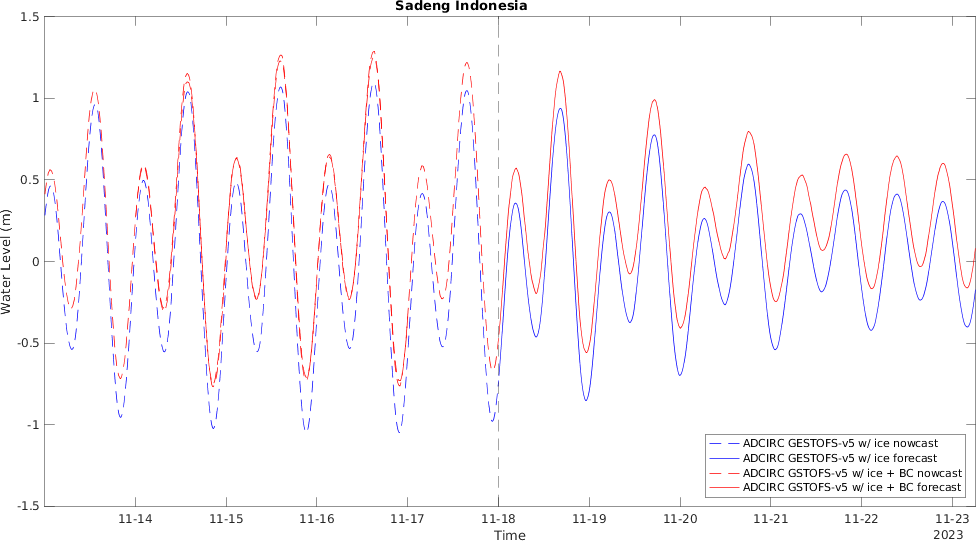 Sadeng Indonesia
1.5
1
0.5
0
-0.5
-1
-1.5
Water Level (m)
ADCIRC GESTOFS-v5 w/ ice nowcast
ADCIRC GESTOFS-v5 w/ ice forecast
ADCIRC GSTOFS-v5 w/ ice + BC nowcast
ADCIRC GSTOFS-v5 w/ ice + BC forecast
11-14 11-15 11-16 11-17 11-18 11-19 11-20 11-21 11-22 11-23
Time 2023